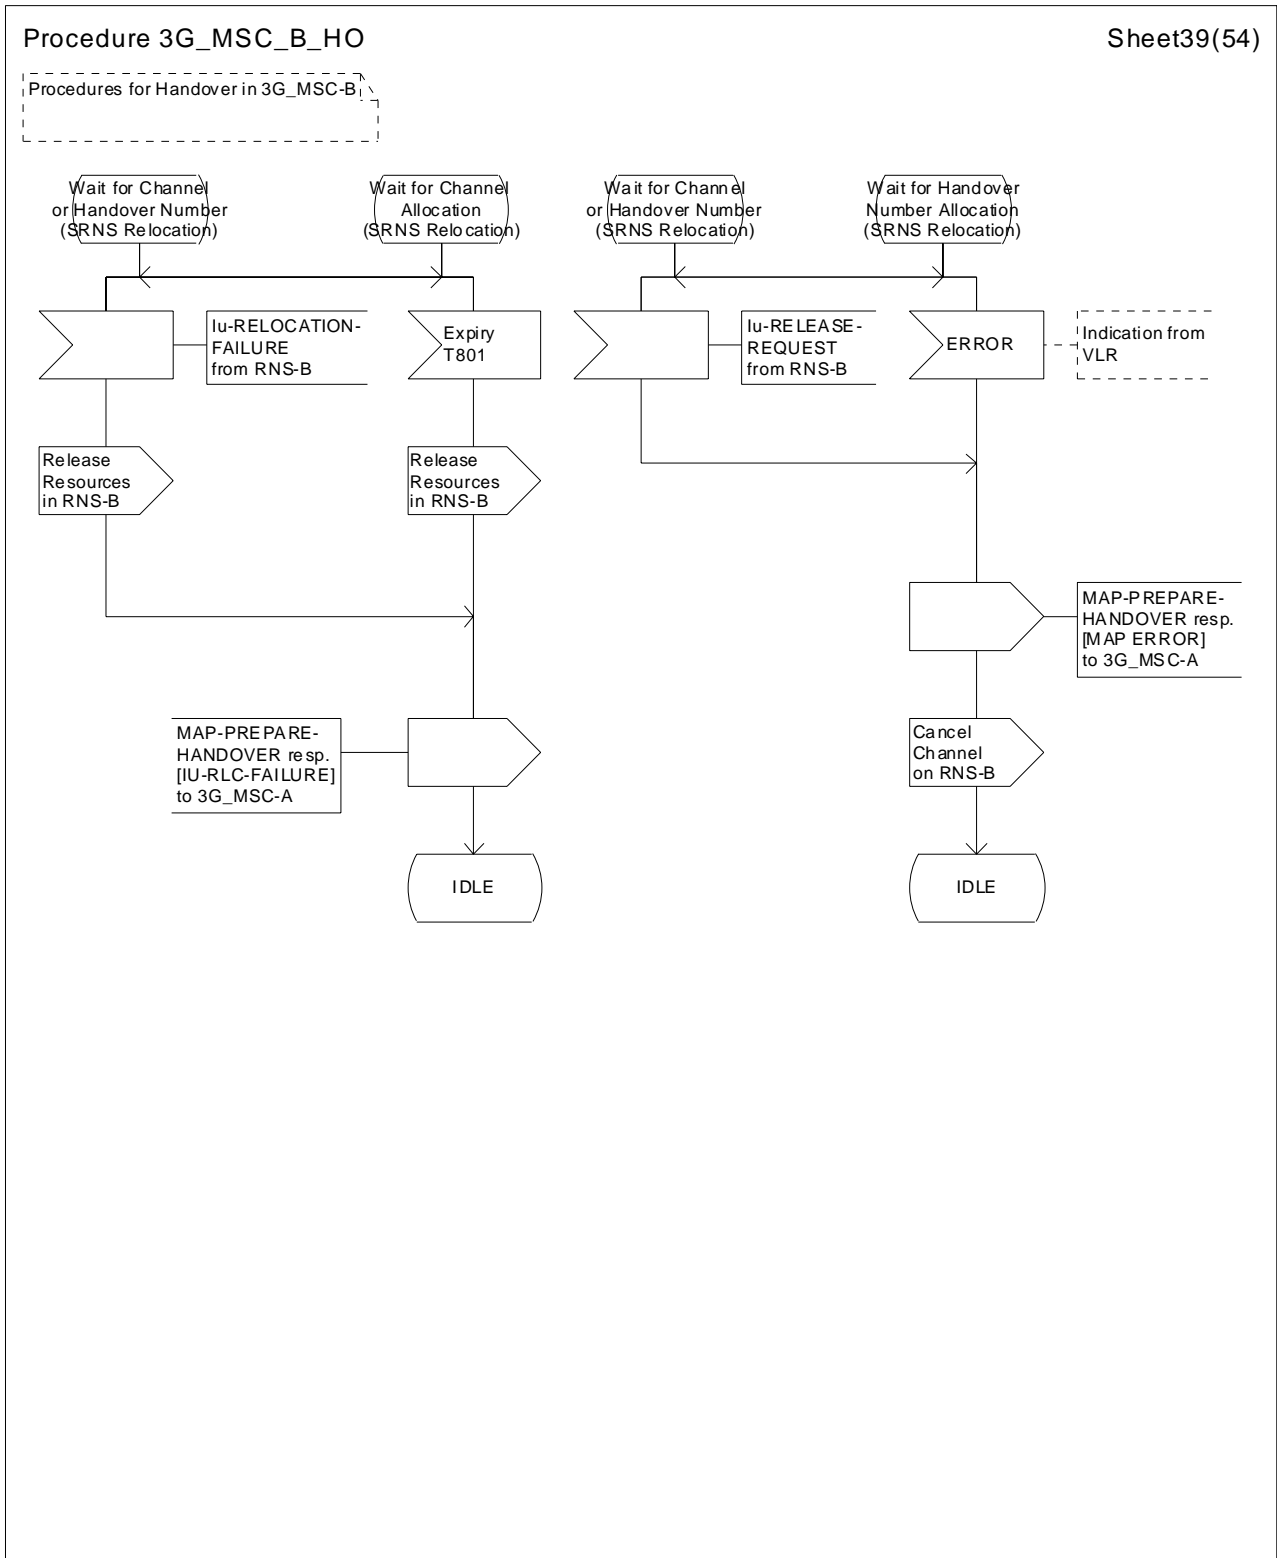 Procedure 3G_MSC_B_HO
Sheet39(54)
Procedures for Handover in 3G_MSC-B
Wait for Channel
or Handover Number
(SRNS Relocation)
Wait for Channel
Allocation
(SRNS Relocation)
Wait for Channel
or Handover Number
(SRNS Relocation)
Wait for Handover
Number Allocation
(SRNS Relocation)
Iu-RELOCATION-
FAILURE
from RNS-B
Expiry
T801
Iu-RELEASE-
REQUEST
from RNS-B
ERROR
Indication from
VLR
Release
Resources
in RNS-B
Release
Resources
in RNS-B
MAP-PREPARE-
HANDOVER resp.
[MAP ERROR]
to 3G_MSC-A
MAP-PREPARE-
HANDOVER resp.
[IU-RLC-FAILURE]
to 3G_MSC-A
Cancel
Channel
on RNS-B
IDLE
IDLE